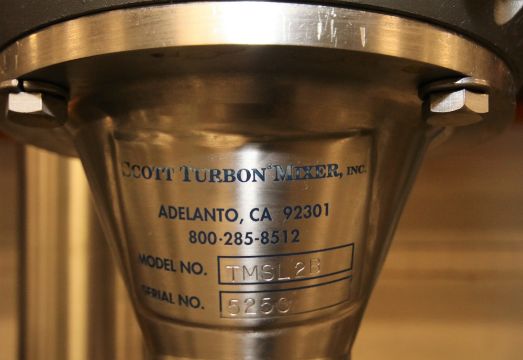 SCOTT TURBON® MIXER, INC.
ADELANTO, CA 92301
800-285-8512
MODEL NO. TMSL2B
SERIAL NO.